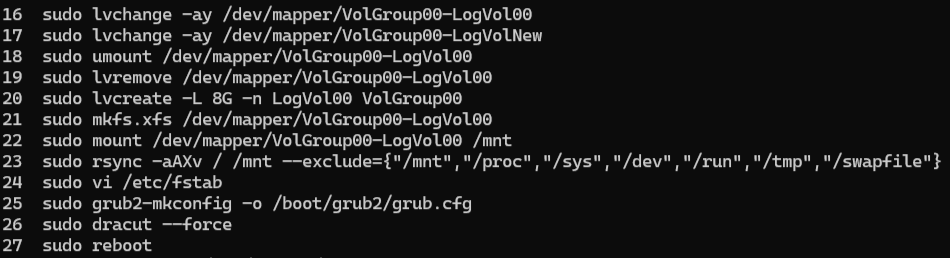 16 sudo lvchange -ay /dev/mapper/VolGroup00-LogVol00
17 sudo lvchange -ay /dev/mapper/VolGroup00-LogVolNew
18 sudo umount /dev/mapper/VolGroup00-LogVol00
19 sudo lvremove /dev/mapper/VolGroup00-LogVol00
20 sudo lvcreate -L 8G -n LogVol00 VolGroup00
21 sudo mkfs.xfs /dev/mapper/VolGroup00-LogVol00
22 sudo mount /dev/mapper/VolGroup00-LogVol00 /mnt
23 sudo rsync -aAXv / /mnt --exclude={"/mnt","/proc","/sys","/dev","/run","/tmp","/swapfile"}
24 sudo vi /etc/fstab
25 sudo grub2-mkconfig -o /boot/grub2/grub.cfg
26 sudo dracut --force
27 sudo reboot